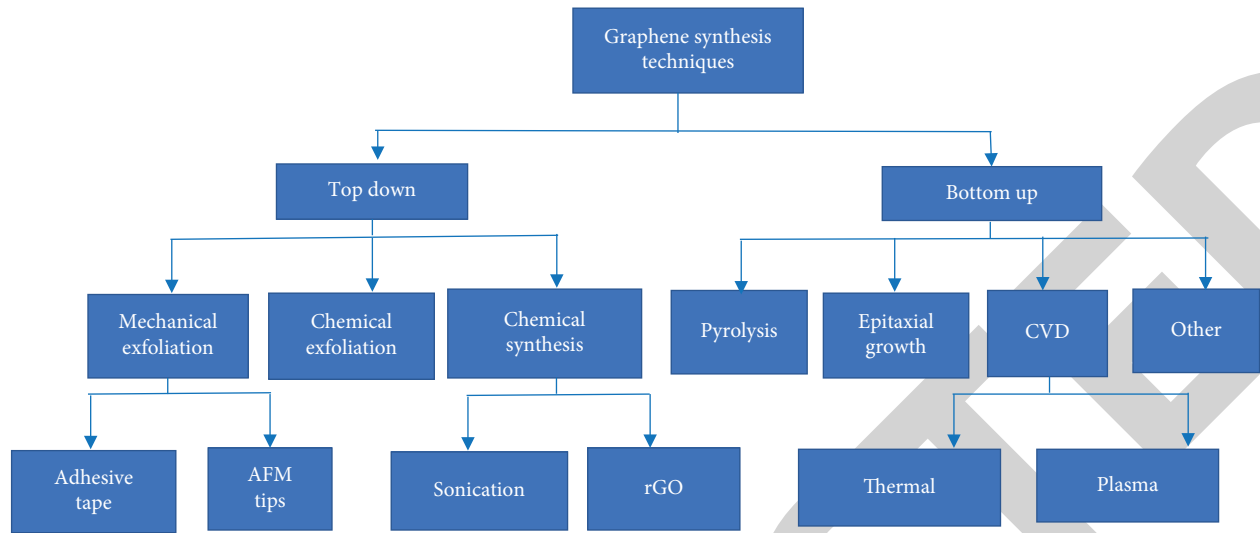 Graphene synthesis
techniques
Top down
Bottom up
Mechanical
exfoliation
Chemical
exfoliation
Chemical
synthesis
Pyrolysis
Epitaxial
growth
CVD
Other
Adhesive
tape
AFM
tips
Sonication
rGO
Thermal
Plasma